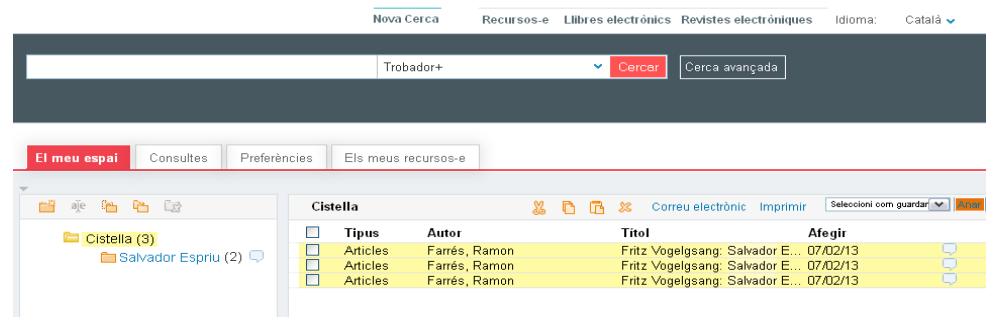 Nova Cerca Recursos-e Llibres electrònics Revistes electròniques Idioma: Català
Trobador+ Cercar Cerca avançada
El meu espai Consultes Preferències Els meus recursos-e
Cistella Correu electrònic Imprimir Seleccioni com guardar Anar
Cistella (3)
Salvador Espriu (2)
Tipus Autor Títol Afegir
Articles Farrés, Ramon Fritz Vogelgsang: Salvador E... 07/02/13
Articles Farrés, Ramon Fritz Vogelgsang: Salvador E... 07/02/13
Articles Farrés, Ramon Fritz Vogelgsang: Salvador E... 07/02/13